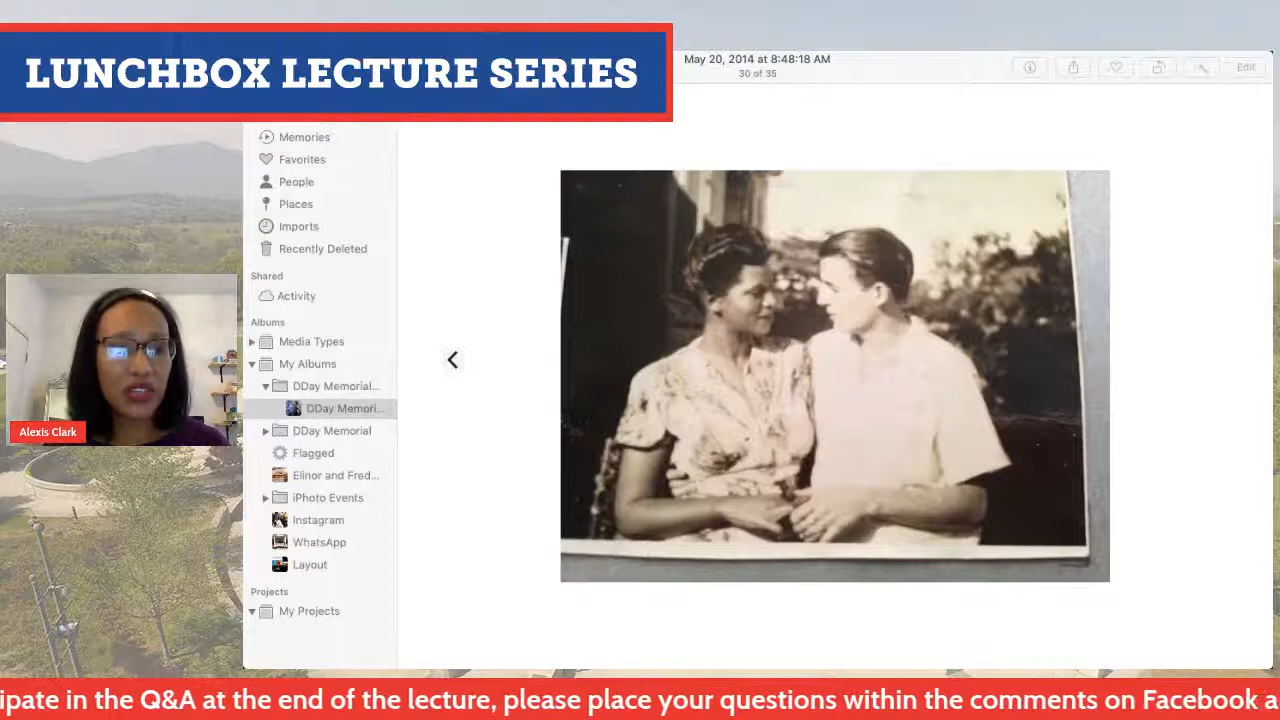 LUNCHBOX LECTURE SERIES
May 20, 2014 at 8:48:18 AM
30 of 35
Edit
Memories
Favorites
People
Places
Imports
Recently Deleted
Shared
Activity
Albums
Media Types
My Albums
DDay Memorial...
DDay Memori...
DDay Memorial
Flagged
Elinor and Fred...
iPhoto Events
Instagram
WhatsApp
Layout
Projects
My Projects
Alexis Clark
cipate in the Q&A at the end of the lecture, please place your questions within the comments on Facebook a